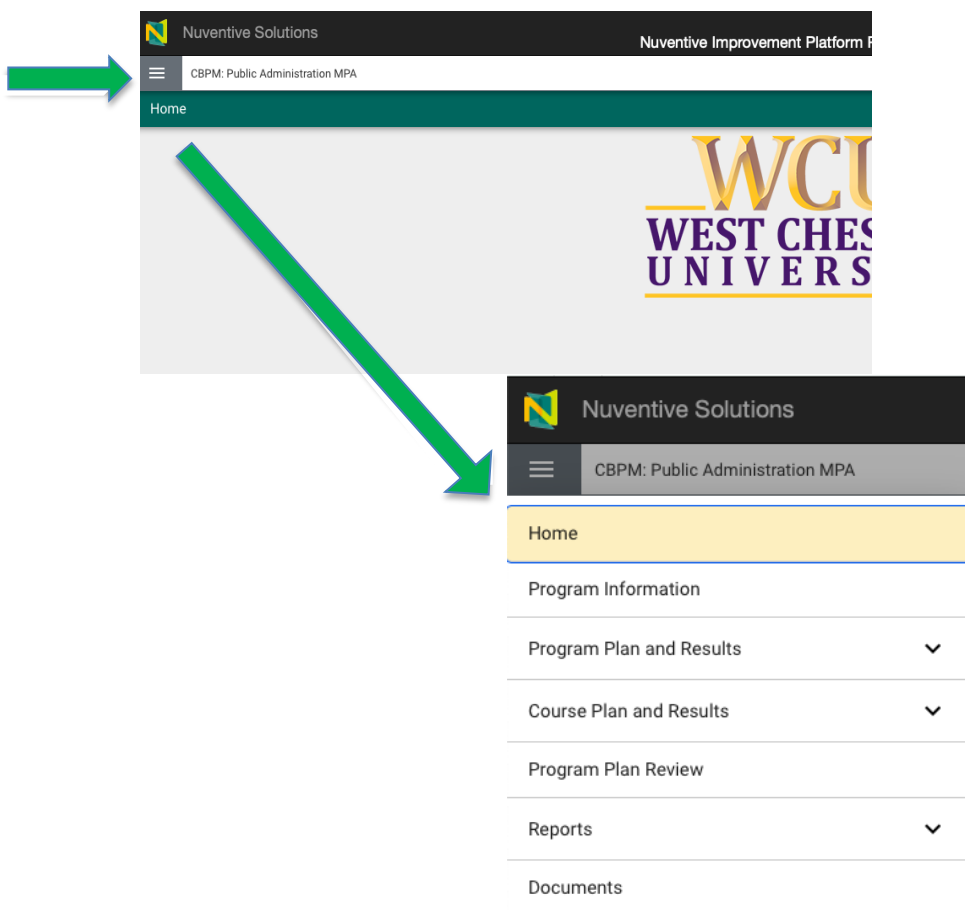 Nuventive Solutions
Nuventive Improvement Platform
CBPM: Public Administration MPA
Home
WCU
WEST CHES
UNIVERS
Nuventive Solutions
CBPM: Public Administration MPA
Home
Program Information
Program Plan and Results
Course Plan and Results
Program Plan Review
Reports
Documents